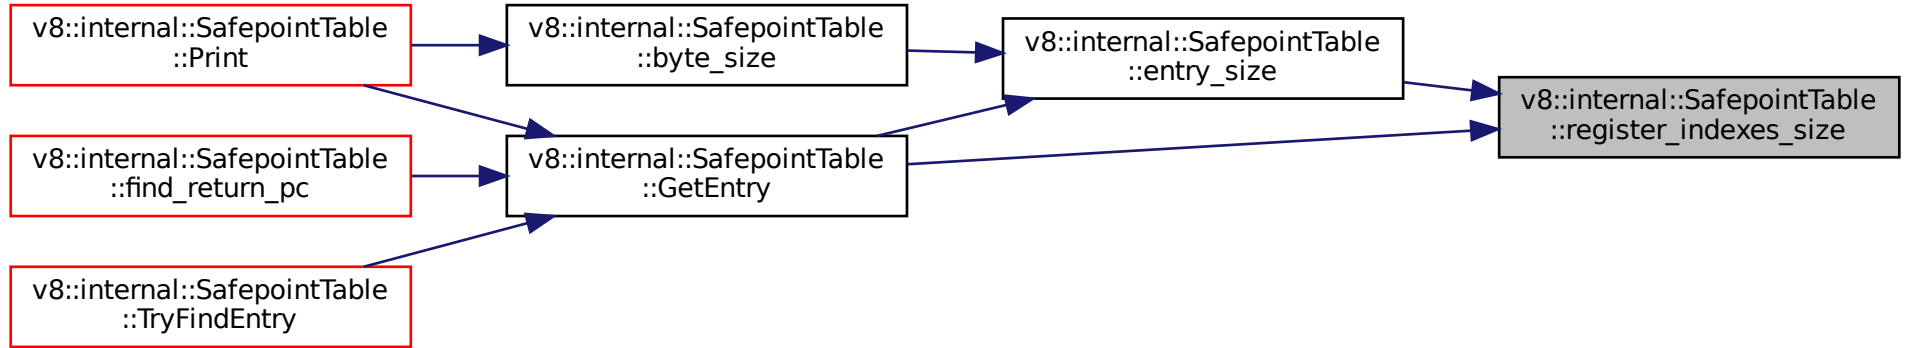 v8::internal::SafepointTable
::Print
v8::internal::SafepointTable
::byte_size
v8::internal::SafepointTable
::entry_size
v8::internal::SafepointTable
::register_indexes_size
v8::internal::SafepointTable
::find_return_pc
v8::internal::SafepointTable
::GetEntry
v8::internal::SafepointTable
::TryFindEntry